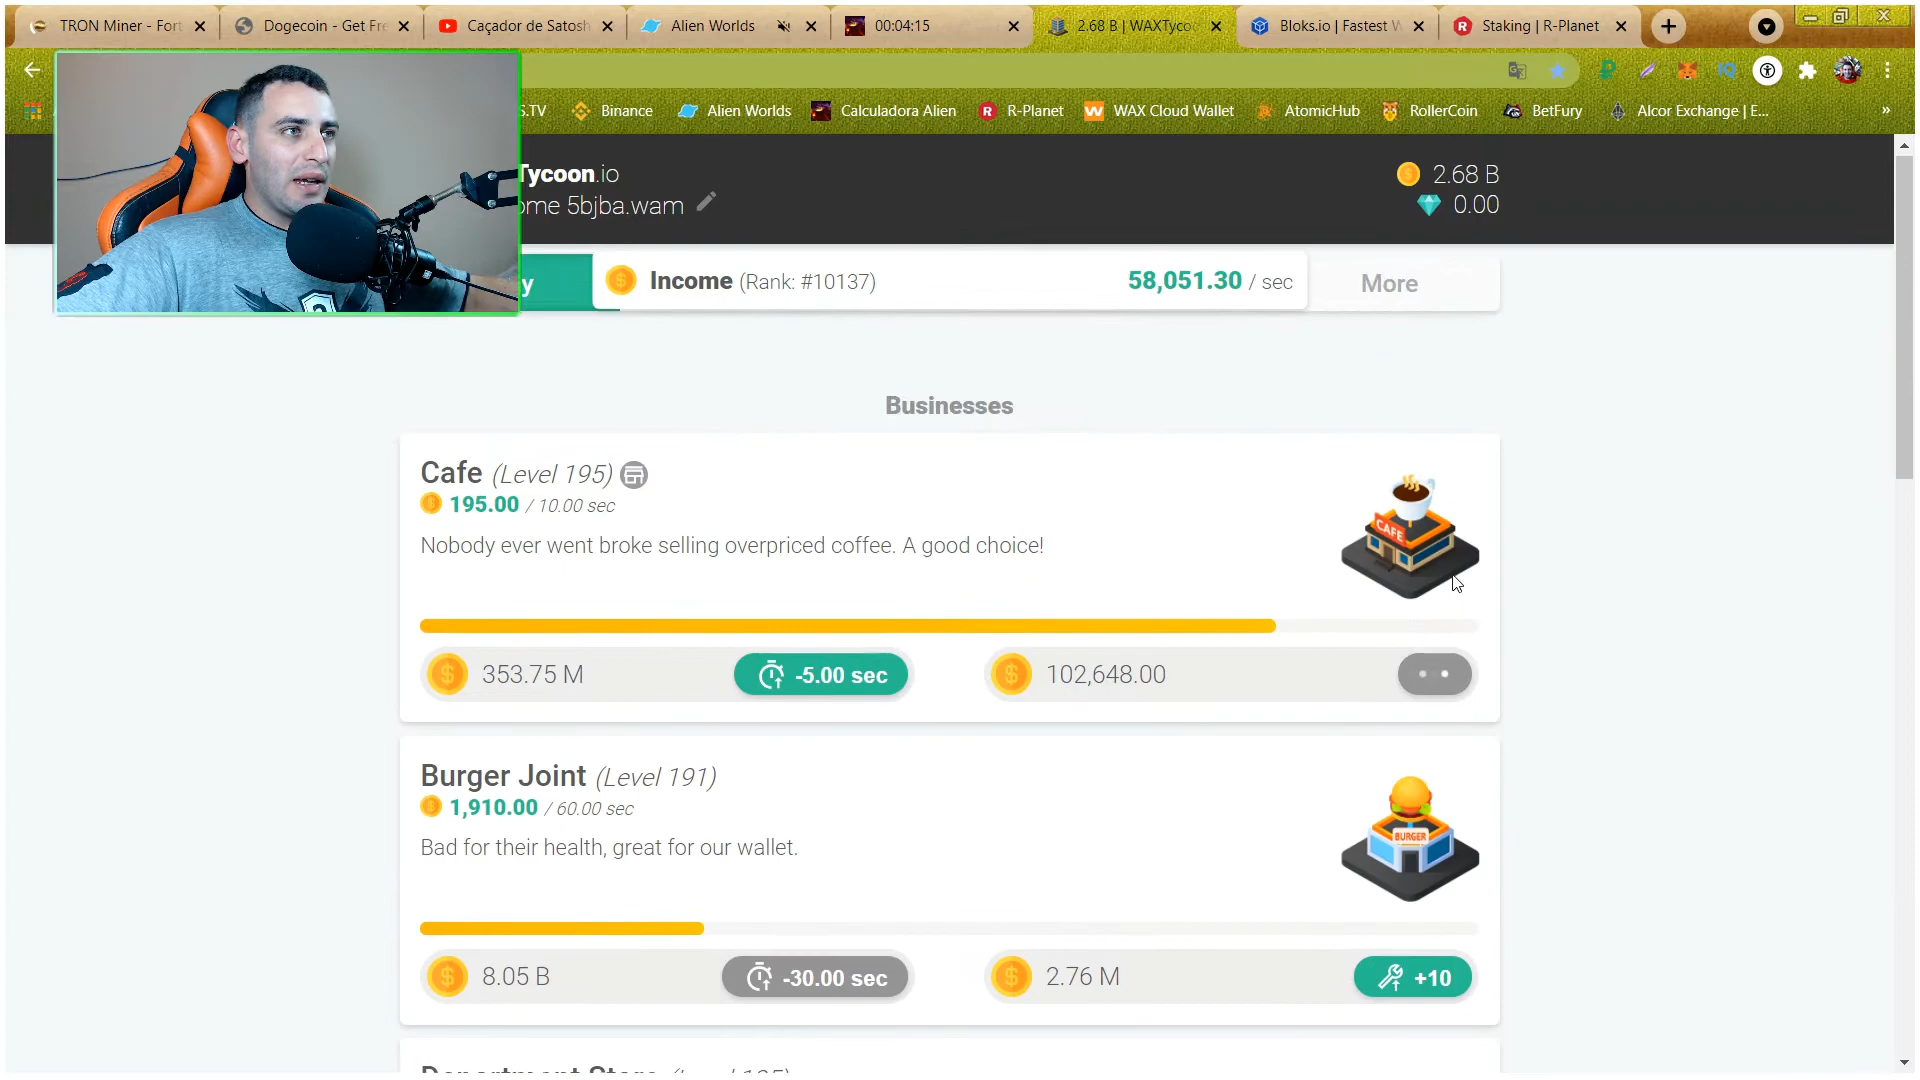 TRON Miner - Fort
Dogecoin - Get Fre
Caçador de Satosh
Alien Worlds
00:04:15
2.68 B | WAXTyco
Bloks.io | Fastest W
Staking | R-Planet
S.TV
Binance
Alien Worlds
Calculadora Alien
R-Planet
WAX Cloud Wallet
AtomicHub
RollerCoin
BetFury
Alcor Exchange | E...
»
Tycoon.io
2.68 B
ome 5bjba.wam
0.00
y
Income (Rank: #10137)
58,051.30 / sec
More
Businesses
Cafe (Level 195)
195.00 / 10.00 sec
Nobody ever went broke selling overpriced coffee. A good choice!
CAFE
353.75 M
-5.00 sec
102,648.00
Burger Joint (Level 191)
1,910.00 / 60.00 sec
Bad for their health, great for our wallet.
BURGER
8.05 B
-30.00 sec
2.76 M
+10